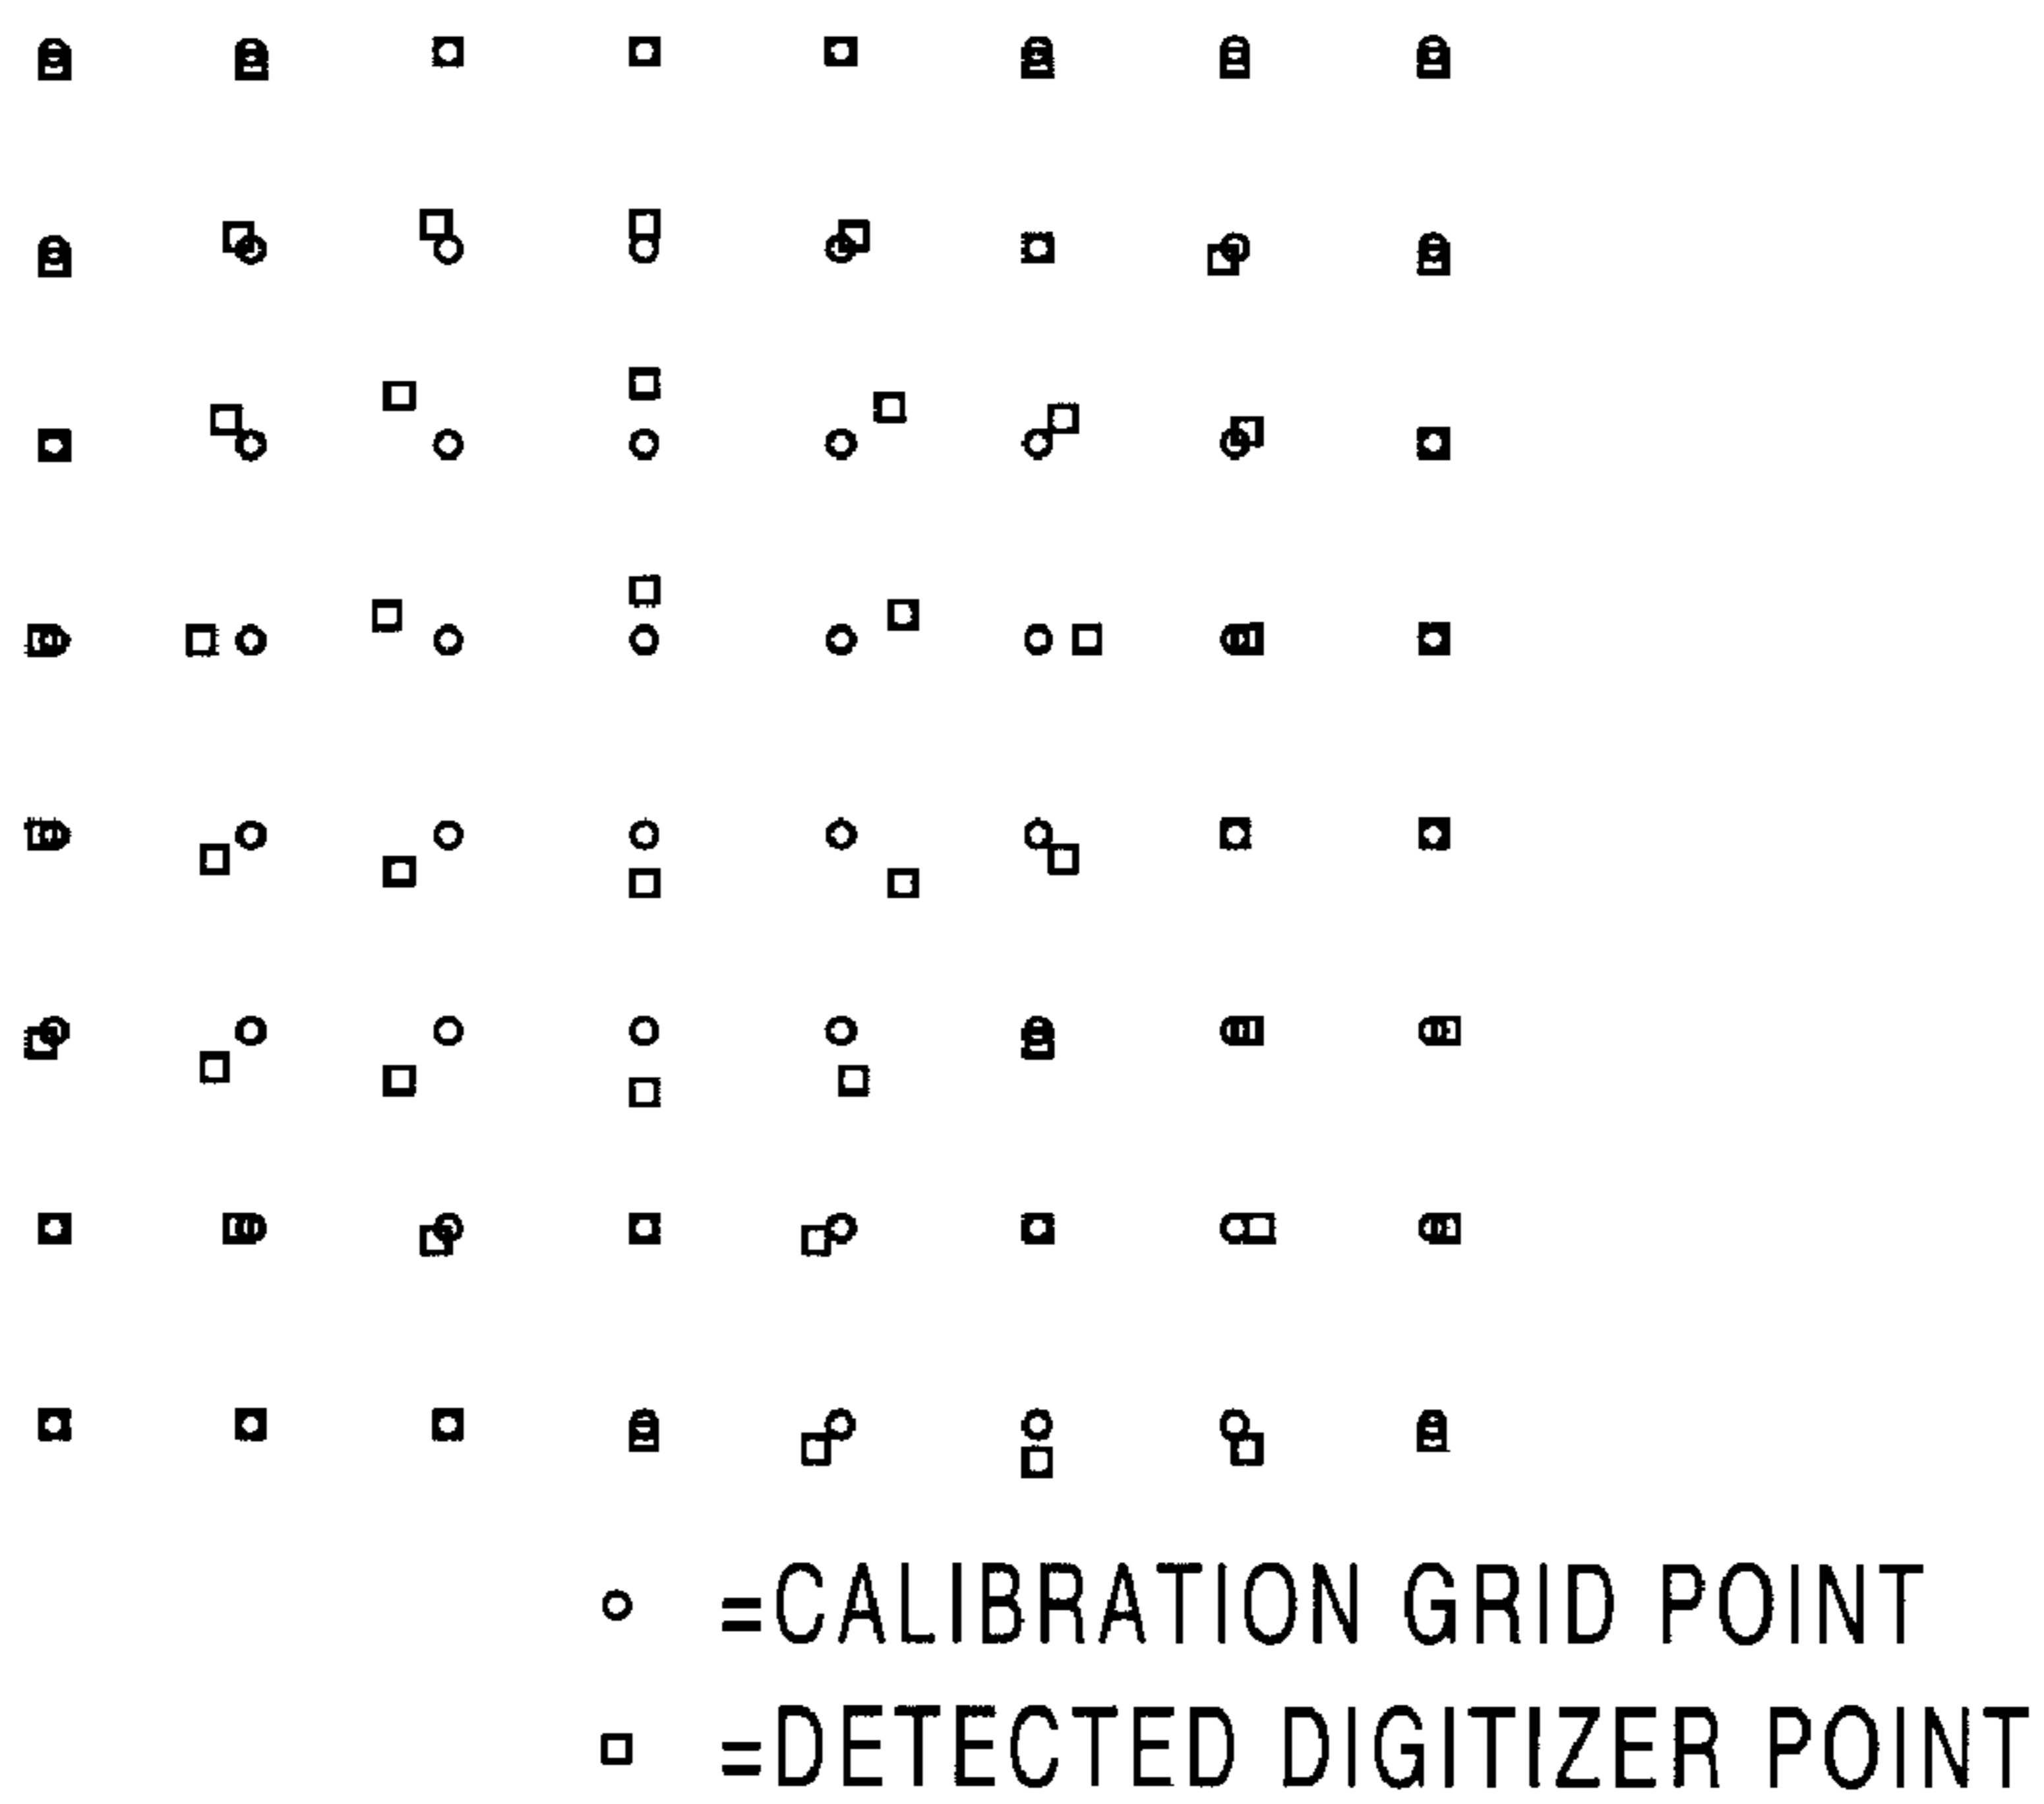 =CALIBRATION GRID POINT
=DETECTED DIGITIZER POINT